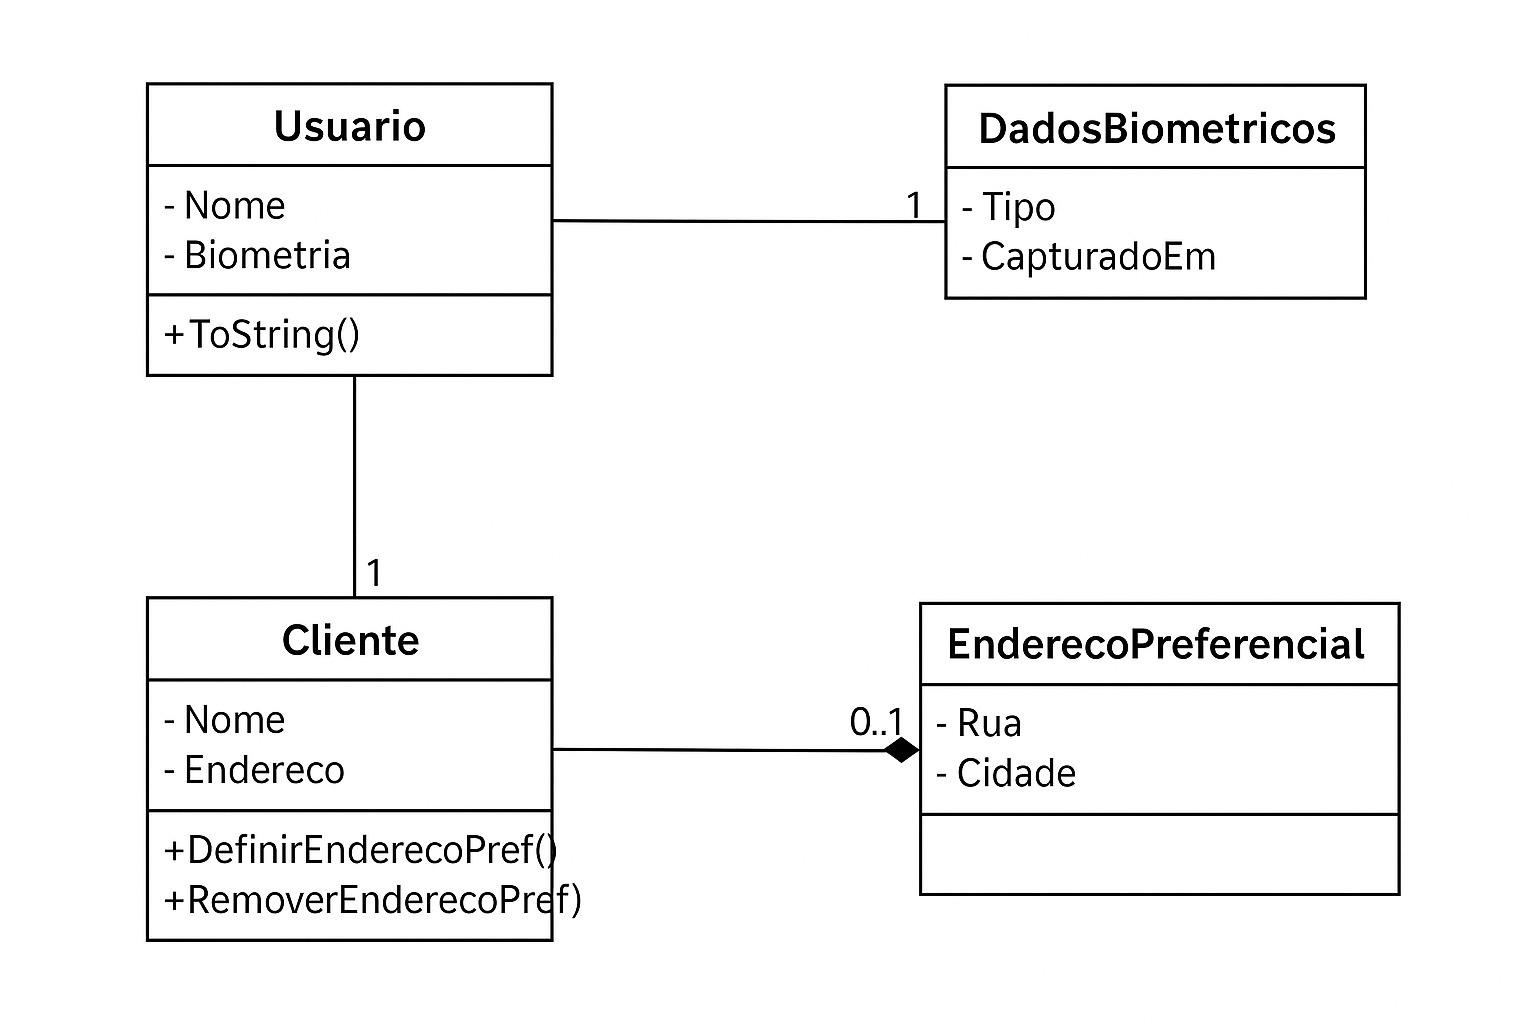 Usuario
- Nome
- Biometria
+ ToString()
1
DadosBiometricos
- Tipo
- CapturadoEm
1
Cliente
- Nome
- Endereco
+DefinirEnderecoPref()
+RemoverEnderecoPref)
0..1
EnderecoPreferencial
- Rua
- Cidade